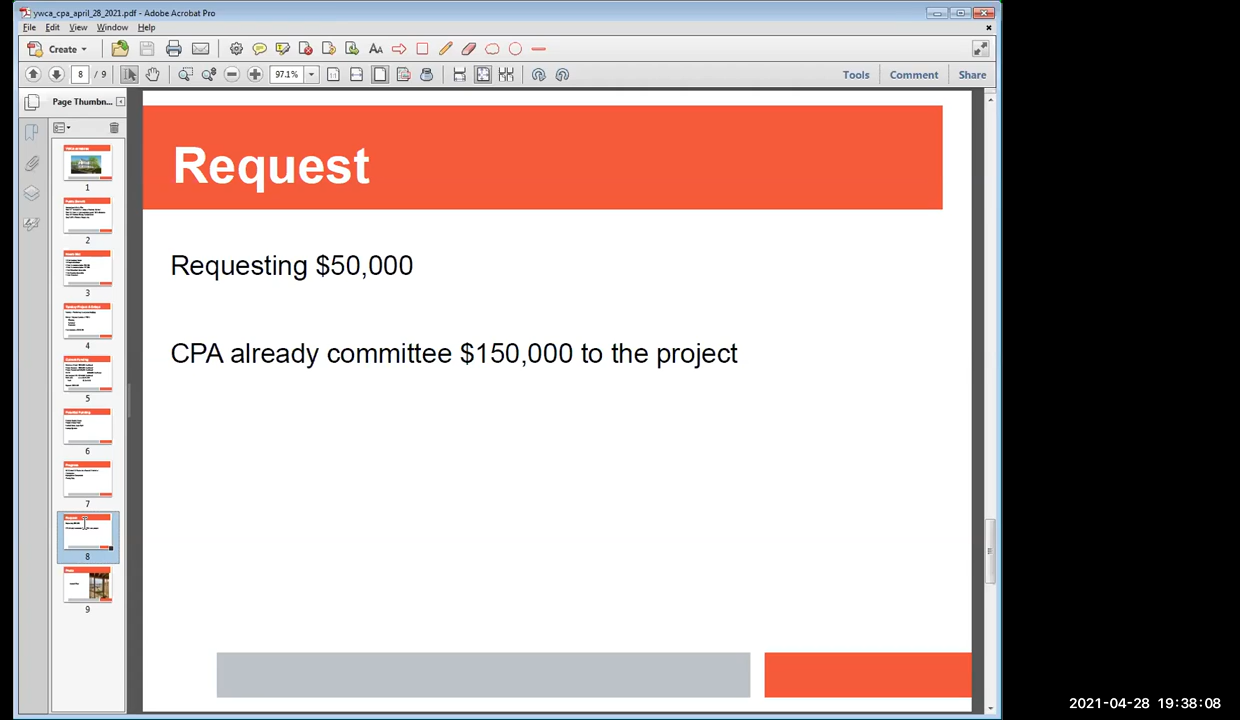 ywca_cpa_april_28_2021.pdf - Adobe Acrobat Pro
File Edit View Window Help
Create
8 / 9 97.1% Tools Comment Share
Page Thumbn...
Request
Requesting $50,000
CPA already committee $150,000 to the project
1
2
3
4
5
6
7
8
9
2021-04-28 19:38:08